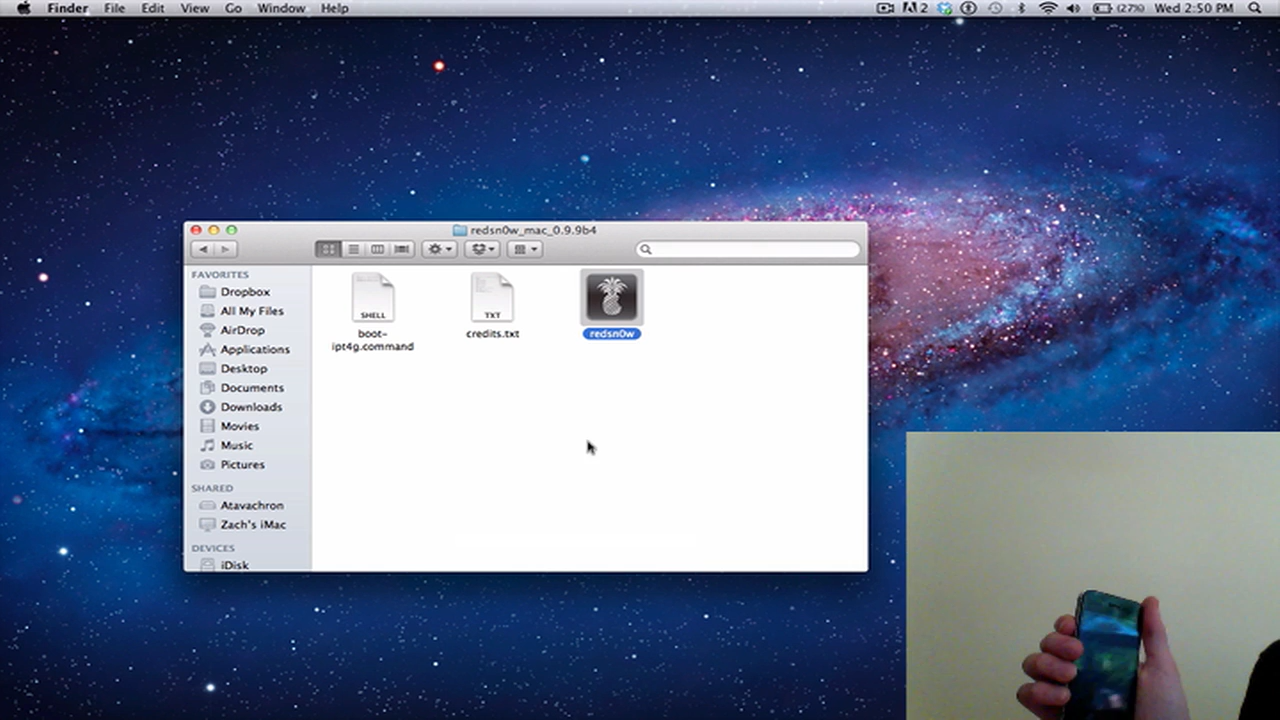 Finder File Edit View Go Window Help
2 (27%) Wed 2:50 PM
redsn0w_mac_0.9.9b4
FAVORITES
Dropbox
All My Files
AirDrop
Applications
Desktop
Documents
Downloads
Movies
Music
Pictures
SHARED
Atavachron
Zach's iMac
DEVICES
iDisk
SHELL
boot-
ipt4g.command
TXT
credits.txt
redsn0w